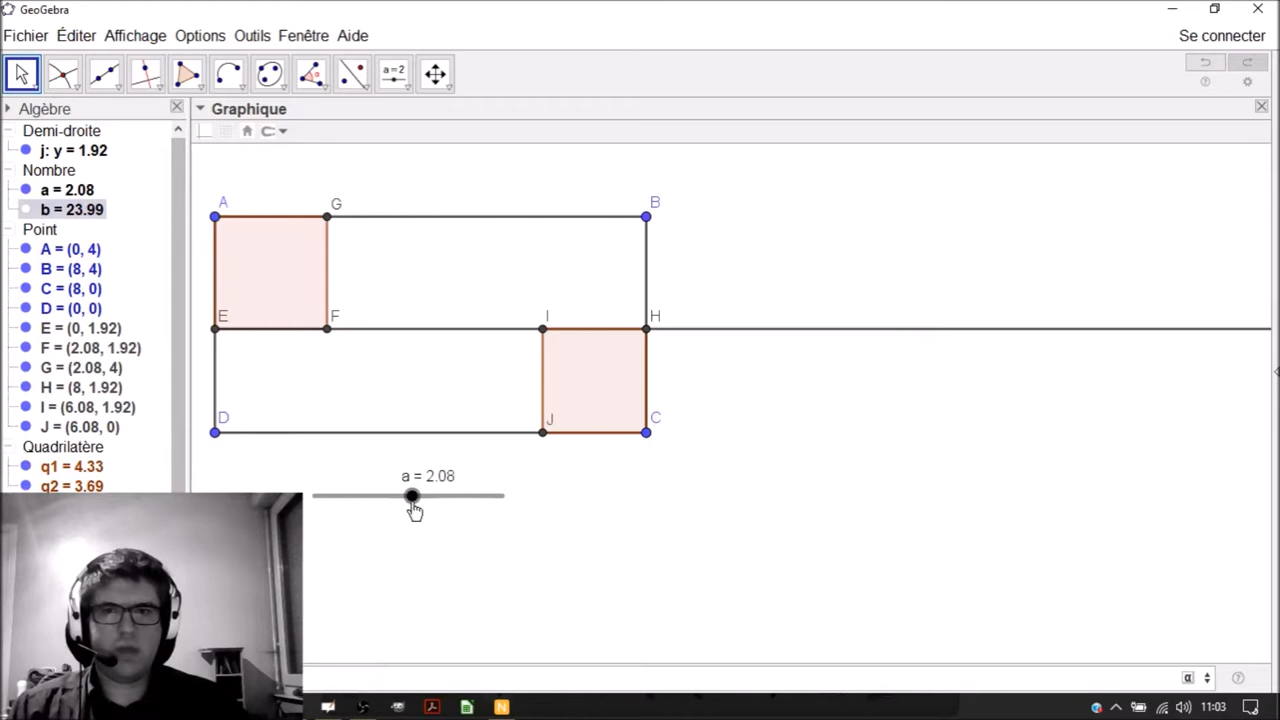 GeoGebra
Fichier Éditer Affichage Options Outils Fenêtre Aide Se connecter
a = 2
Algèbre
Graphique
Demi-droite
j: y = 1.92
Nombre
a = 2.08
b = 23.99
Point
A = (0, 4)
B = (8, 4)
C = (8, 0)
D = (0, 0)
E = (0, 1.92)
F = (2.08, 1.92)
G = (2.08, 4)
H = (8, 1.92)
I = (6.08, 1.92)
J = (6.08, 0)
Quadrilatère
q1 = 4.33
q2 = 3.69
A G B
E F I H
D J C
a = 2.08
α
N
11:03